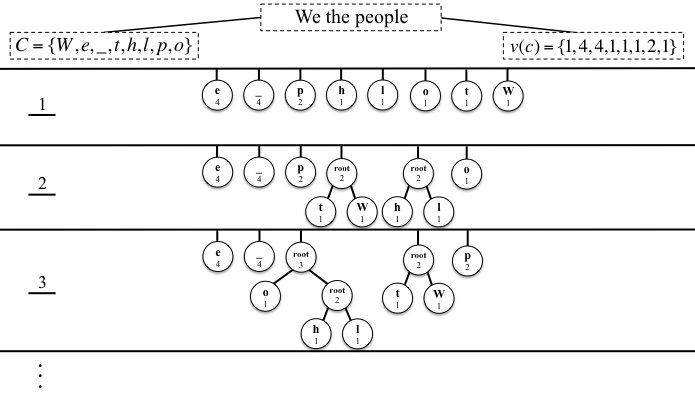 We the people
C = {W,e,_,t,h,l,p,o}
v(c) = {1,4,4,1,1,1,2,1}
1
e _ p h l o t W
4 4 2 1 1 1 1 1
2
e _ p root root o
4 4 2 2 2 1
t W h l
1 1 1 1
3
e _ root root p
4 4 3 2 2
o root t W
1 2 1 1
h l
1 1
⋮